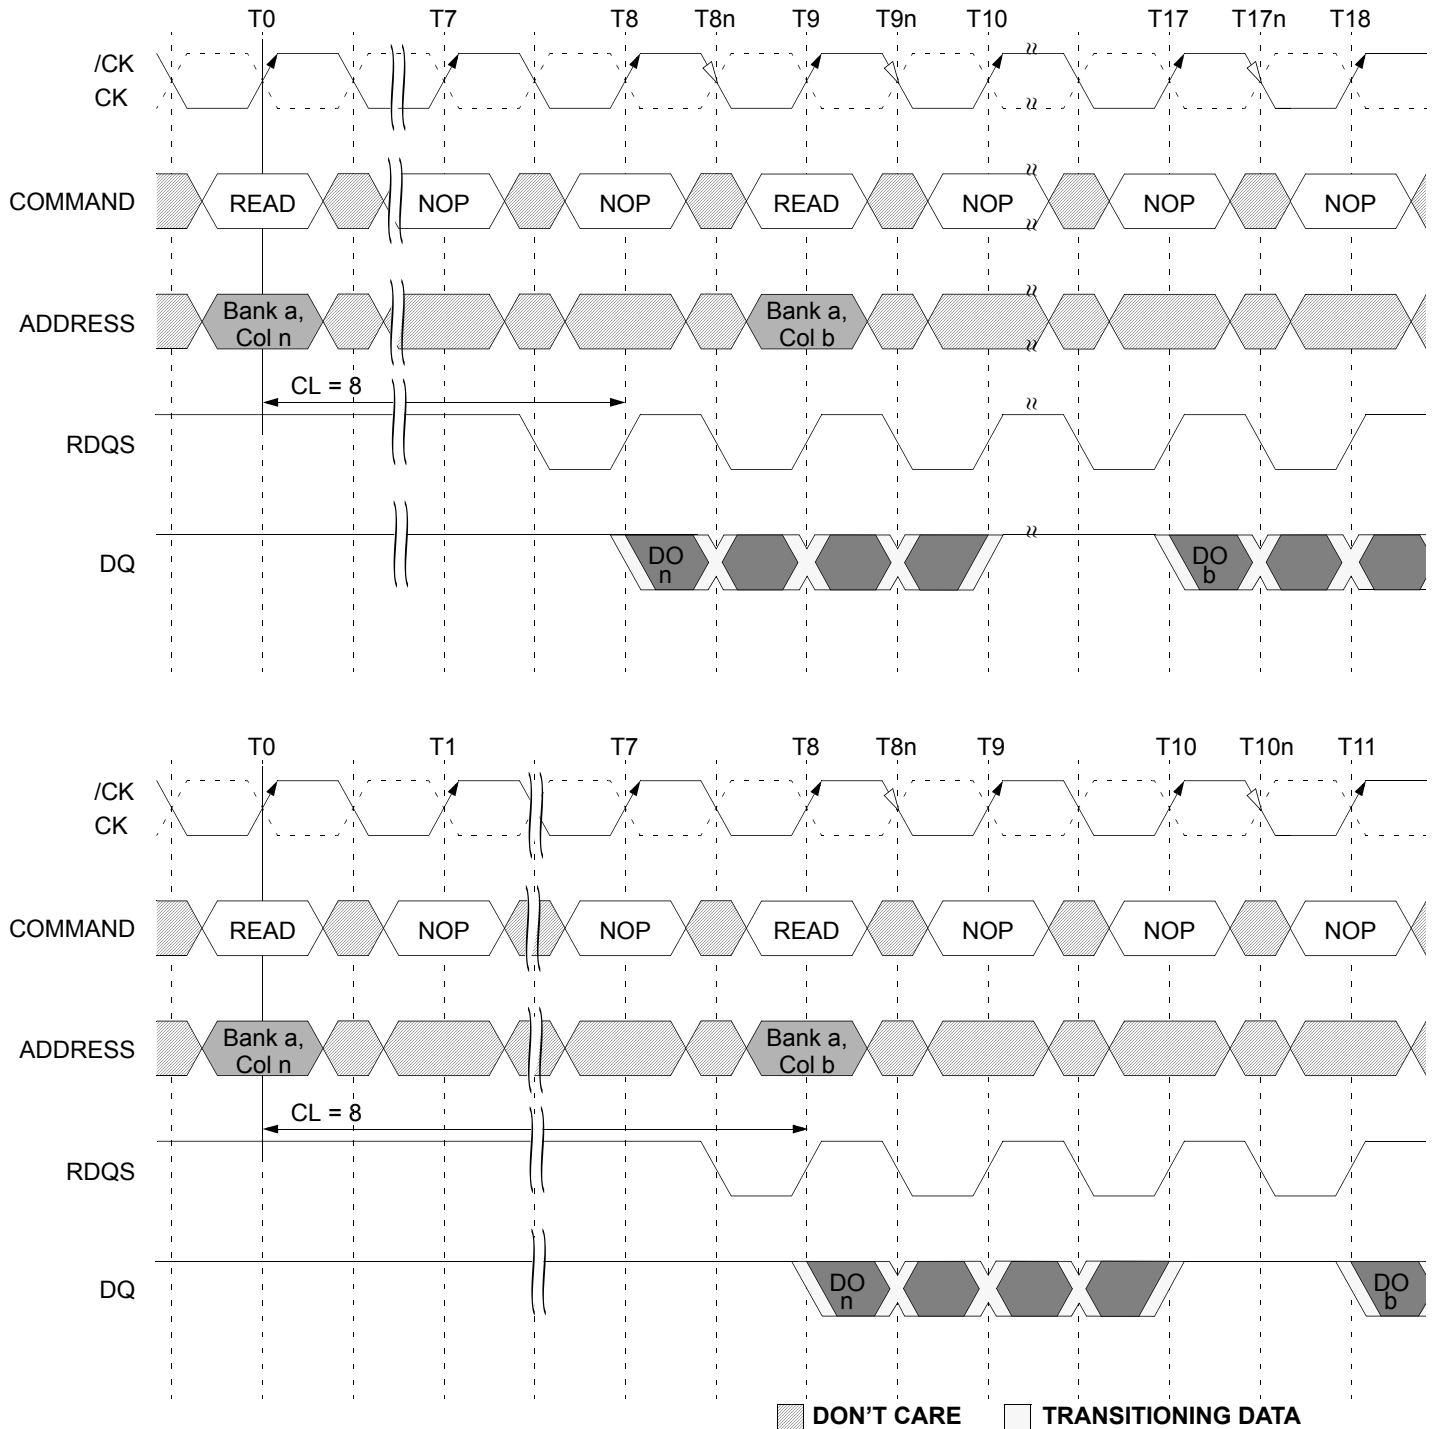 T0 T7 T8 T8n T9 T9n T10 T17 T17n T18
/CK
CK
COMMAND READ NOP NOP READ NOP NOP NOP
ADDRESS Bank a, Col n Bank a, Col b
CL = 8
RDQS
DQ DO n DO b
T0 T1 T7 T8 T8n T9 T10 T10n T11
/CK
CK
COMMAND READ NOP NOP READ NOP NOP NOP
ADDRESS Bank a, Col n Bank a, Col b
CL = 8
RDQS
DQ DO n DO b
DON'T CARE TRANSITIONING DATA